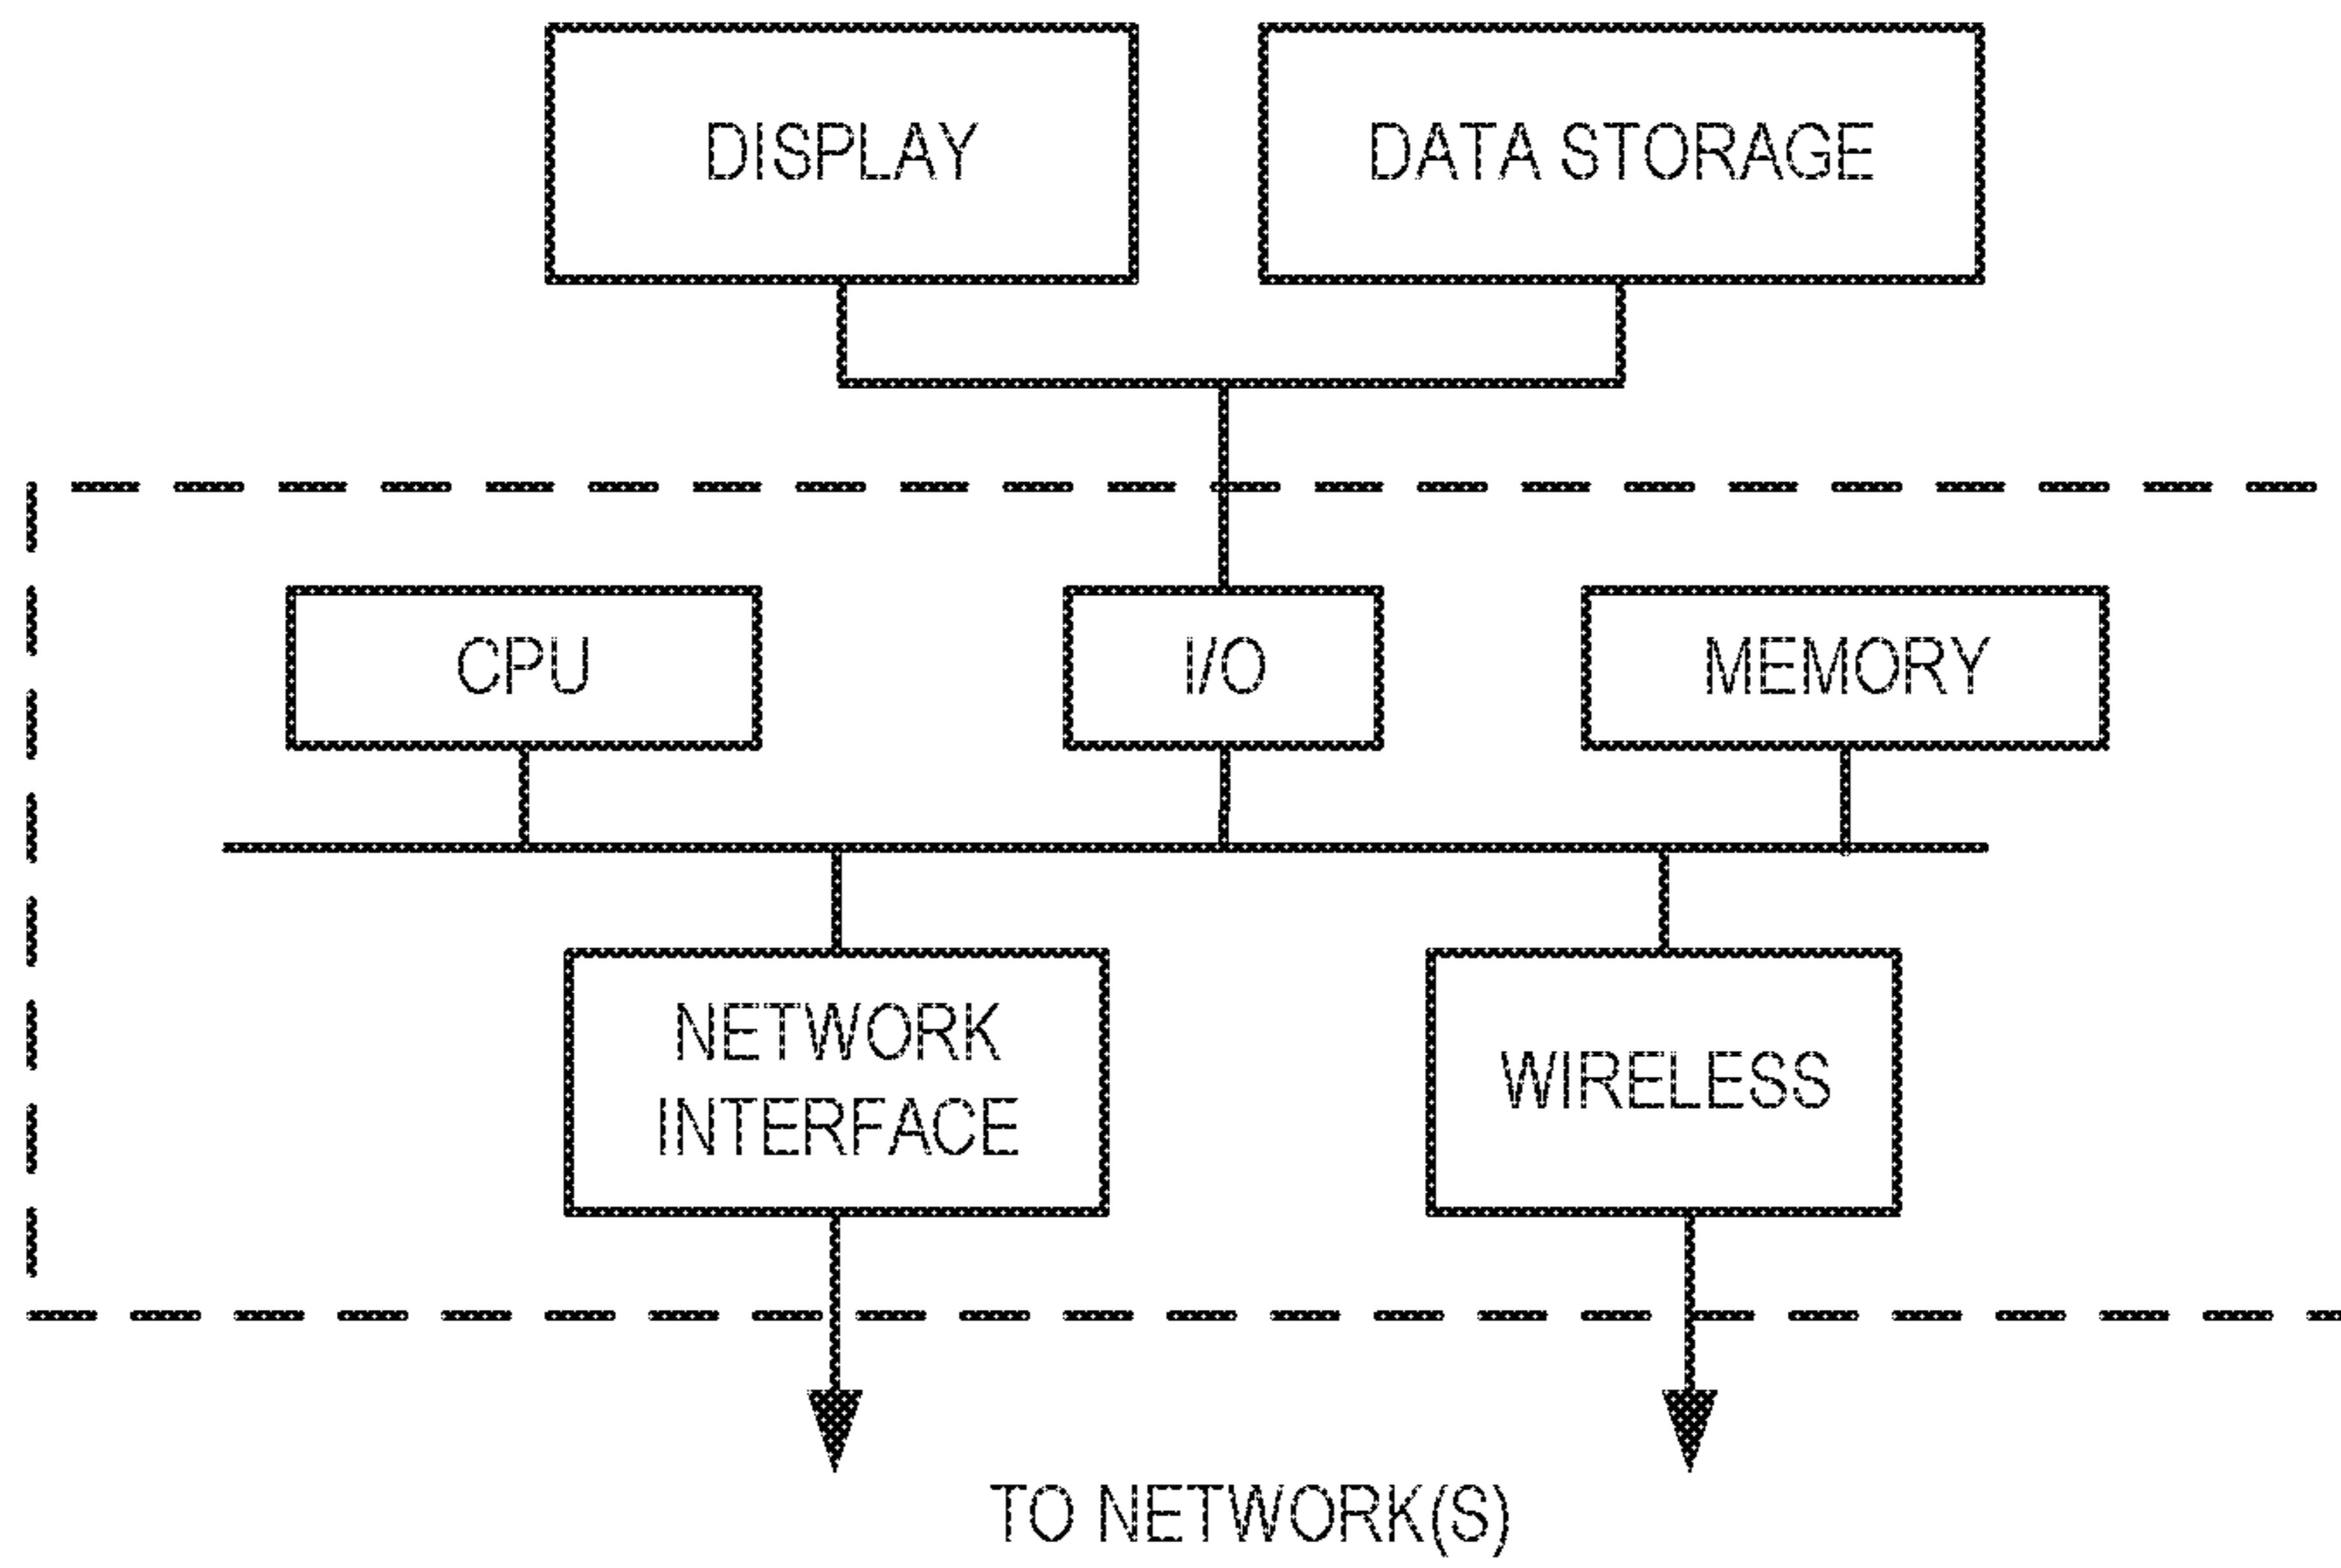 DISPLAY
DATA STORAGE
CPU
I/O
MEMORY
NETWORK
INTERFACE
WIRELESS
TO NETWORK(S)